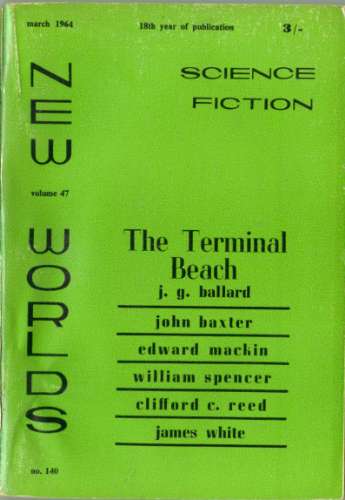 march 1964
18th year of publication
3/-
NEW
WORLDS
SCIENCE
FICTION
volume 47
The Terminal
Beach
j. g. ballard
john baxter
edward mackin
william spencer
clifford c. reed
james white
no. 140